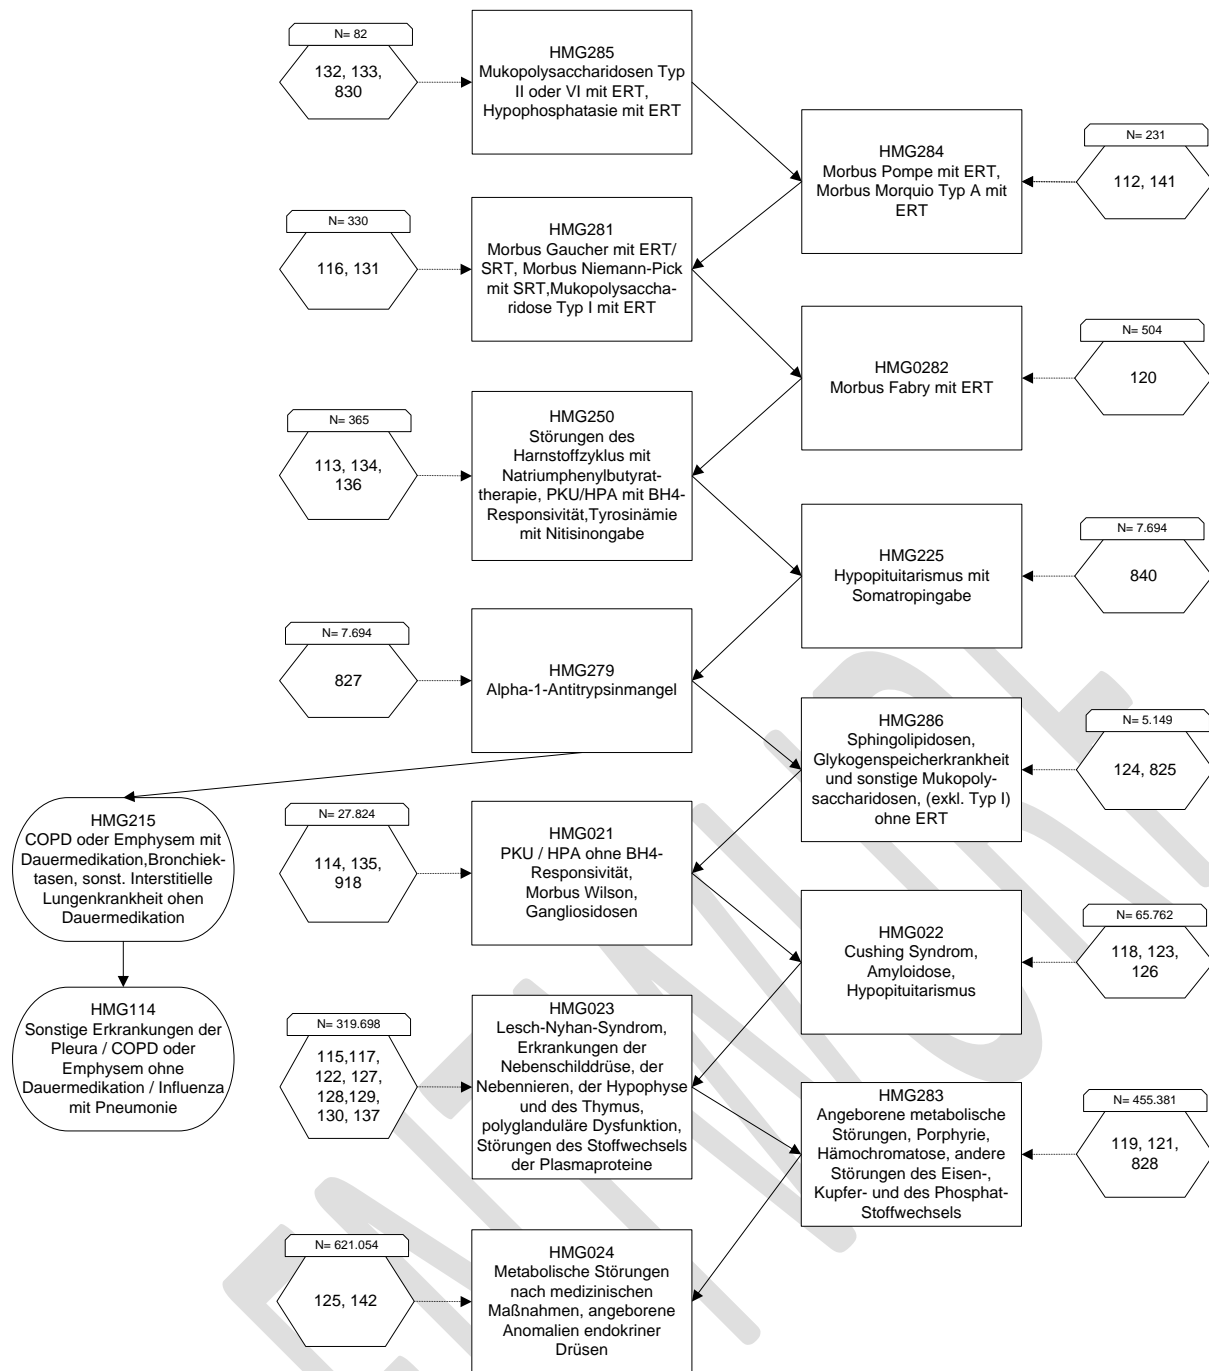 N= 82
132, 133,
830
HMG285
Mukopolysaccharidosen Typ
II oder VI mit ERT,
Hypophosphatasie mit ERT
N= 231
112, 141
HMG284
Morbus Pompe mit ERT,
Morbus Morquio Typ A mit
ERT
N= 330
116, 131
HMG281
Morbus Gaucher mit ERT/
SRT, Morbus Niemann-Pick
mit SRT,Mukopolysaccha-
ridose Typ I mit ERT
N= 504
120
HMG0282
Morbus Fabry mit ERT
N= 365
113, 134,
136
HMG250
Störungen des
Harnstoffzyklus mit
Natriumphenylbutyrat-
therapie, PKU/HPA mit BH4-
Responsivität,Tyrosinämie
mit Nitisinongabe
N= 7.694
840
HMG225
Hypopituitarismus mit
Somatropingabe
N= 7.694
827
HMG279
Alpha-1-Antitrypsinmangel
N= 5.149
124, 825
HMG286
Sphingolipidosen,
Glykogenspeicherkrankheit
und sonstige Mukopoly-
saccharidosen, (exkl. Typ I)
ohne ERT
HMG215
COPD oder Emphysem mit
Dauermedikation,Bronchiek-
tasen, sonst. Interstitielle
Lungenkrankheit ohen
Dauermedikation
N= 27.824
114, 135,
918
HMG021
PKU / HPA ohne BH4-
Responsivität,
Morbus Wilson,
Gangliosidosen
N= 65.762
118, 123,
126
HMG022
Cushing Syndrom,
Amyloidose,
Hypopituitarismus
HMG114
Sonstige Erkrankungen der
Pleura / COPD oder
Emphysem ohne
Dauermedikation / Influenza
mit Pneumonie
N= 319.698
115,117,
122, 127,
128,129,
130, 137
HMG023
Lesch-Nyhan-Syndrom,
Erkrankungen der
Nebenschilddrüse, der
Nebennieren, der Hypophyse
und des Thymus,
polyglanduläre Dysfunktion,
Störungen des Stoffwechsels
der Plasmaproteine
N= 455.381
119, 121,
828
HMG283
Angeborene metabolische
Störungen, Porphyrie,
Hämochromatose, andere
Störungen des Eisen-,
Kupfer- und des Phosphat-
Stoffwechsels
N= 621.054
125, 142
HMG024
Metabolische Störungen
nach medizinischen
Maßnahmen, angeborene
Anomalien endokriner
Drüsen